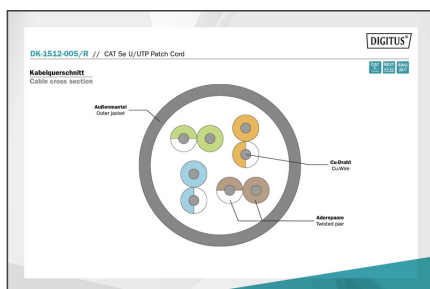 DIGITUS®
DK-1512-005/R // CAT 5e U/UTP Patch Cord
Kabelquerschnitt
Cable cross section
Außenmantel
Outer jacket
Cu-Draht
Cu-Wire
Adernpaare
Twisted pair